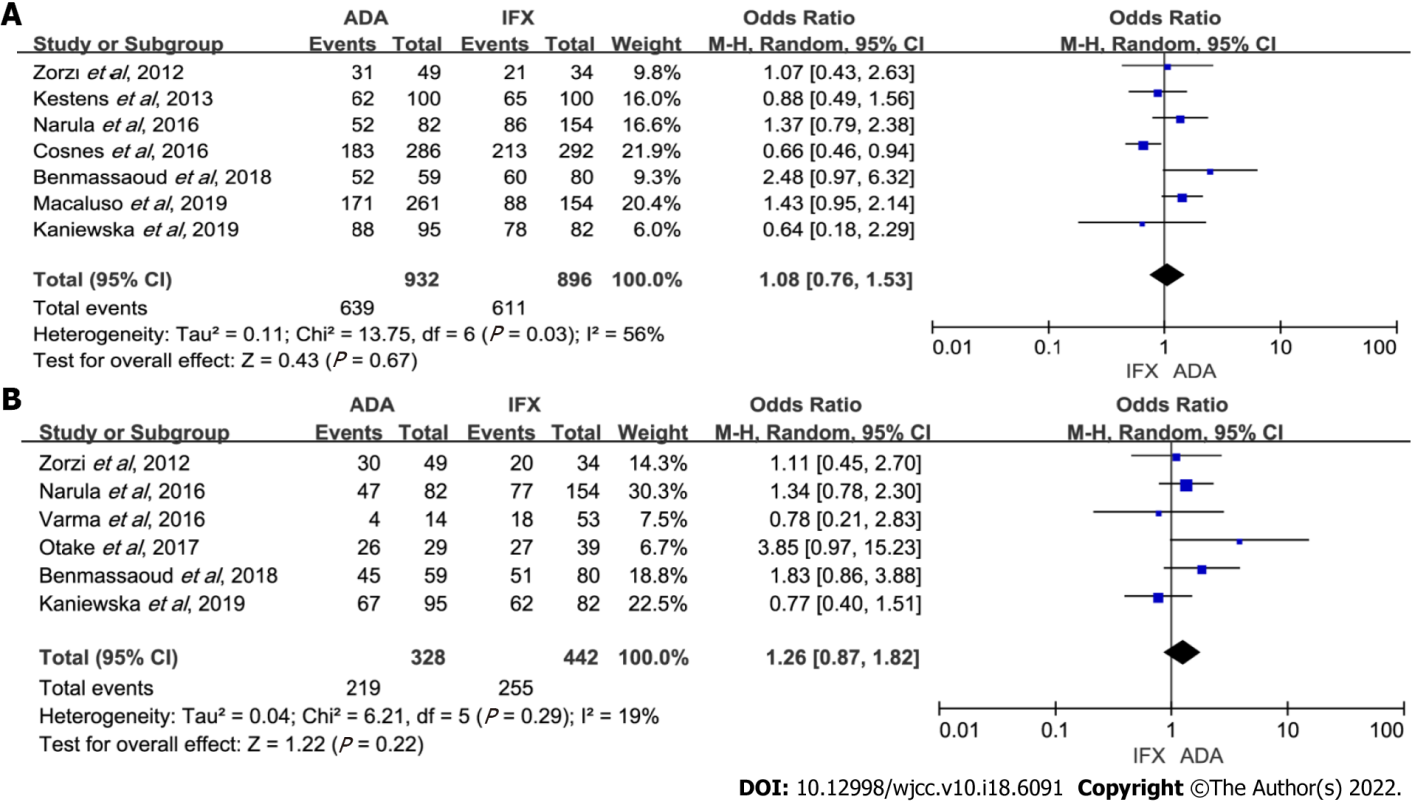 A
ADA IFX Odds Ratio Odds Ratio
Study or Subgroup Events Total Events Total Weight M-H, Random, 95% CI M-H, Random, 95% CI
Zorzi et al, 2012 31 49 21 34 9.8% 1.07 [0.43, 2.63]
Kestens et al, 2013 62 100 65 100 16.0% 0.88 [0.49, 1.56]
Narula et al, 2016 52 82 86 154 16.6% 1.37 [0.79, 2.38]
Cosnes et al, 2016 183 286 213 292 21.9% 0.66 [0.46, 0.94]
Benmassaoud et al, 2018 52 59 60 80 9.3% 2.48 [0.97, 6.32]
Macaluso et al, 2019 171 261 88 154 20.4% 1.43 [0.95, 2.14]
Kaniewska et al, 2019 88 95 78 82 6.0% 0.64 [0.18, 2.29]
Total (95% CI) 932 896 100.0% 1.08 [0.76, 1.53]
Total events 639 611
Heterogeneity: Tau² = 0.11; Chi² = 13.75, df = 6 (P = 0.03); I² = 56%
Test for overall effect: Z = 0.43 (P = 0.67)
0.01 0.1 1 10 100
IFX ADA
B
ADA IFX Odds Ratio Odds Ratio
Study or Subgroup Events Total Events Total Weight M-H, Random, 95% CI M-H, Random, 95% CI
Zorzi et al, 2012 30 49 20 34 14.3% 1.11 [0.45, 2.70]
Narula et al, 2016 47 82 77 154 30.3% 1.34 [0.78, 2.30]
Varma et al, 2016 4 14 18 53 7.5% 0.78 [0.21, 2.83]
Otake et al, 2017 26 29 27 39 6.7% 3.85 [0.97, 15.23]
Benmassaoud et al, 2018 45 59 51 80 18.8% 1.83 [0.86, 3.88]
Kaniewska et al, 2019 67 95 62 82 22.5% 0.77 [0.40, 1.51]
Total (95% CI) 328 442 100.0% 1.26 [0.87, 1.82]
Total events 219 255
Heterogeneity: Tau² = 0.04; Chi² = 6.21, df = 5 (P = 0.29); I² = 19%
Test for overall effect: Z = 1.22 (P = 0.22)
0.01 0.1 1 10 100
IFX ADA
DOI: 10.12998/wjcc.v10.i18.6091 Copyright ©The Author(s) 2022.